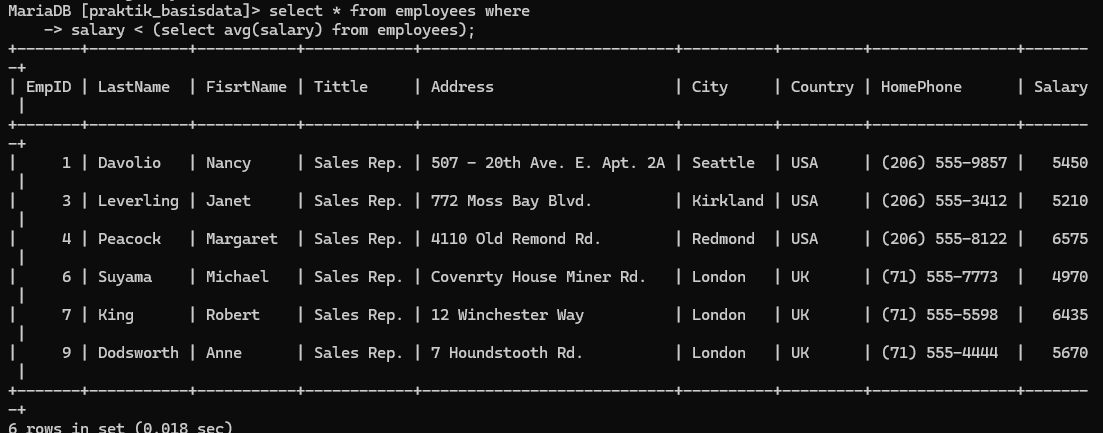 MariaDB [praktik_basisdata]> select * from employees where
    -> salary < (select avg(salary) from employees);
+-------+-----------+-----------+------------+----------------------------+----------+---------+----------------+-------
-+
| EmpID | LastName  | FisrtName | Tittle     | Address                    | City     | Country | HomePhone      | Salary
 |
+-------+-----------+-----------+------------+----------------------------+----------+---------+----------------+-------
-+
|     1 | Davolio   | Nancy     | Sales Rep. | 507 - 20th Ave. E. Apt. 2A | Seattle  | USA     | (206) 555-9857 |   5450
 |
|     3 | Leverling | Janet     | Sales Rep. | 772 Moss Bay Blvd.         | Kirkland | USA     | (206) 555-3412 |   5210
 |
|     4 | Peacock   | Margaret  | Sales Rep. | 4110 Old Remond Rd.        | Redmond  | USA     | (206) 555-8122 |   6575
 |
|     6 | Suyama    | Michael   | Sales Rep. | Covenrty House Miner Rd.   | London   | UK      | (71) 555-7773  |   4970
 |
|     7 | King      | Robert    | Sales Rep. | 12 Winchester Way          | London   | UK      | (71) 555-5598  |   6435
 |
|     9 | Dodsworth | Anne      | Sales Rep. | 7 Houndstooth Rd.          | London   | UK      | (71) 555-4444  |   5670
 |
+-------+-----------+-----------+------------+----------------------------+----------+---------+----------------+-------
-+
6 rows in set (0.018 sec)